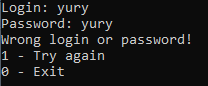 Login: yury
Password: yury
Wrong login or password!
1 - Try again
0 - Exit